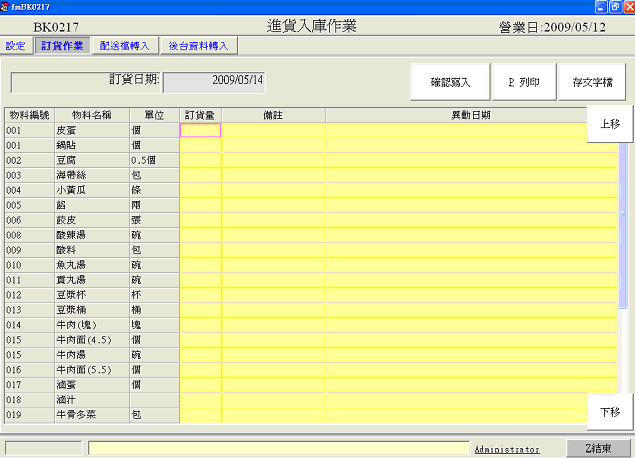 fmBK0217
BK0217 進貨入庫作業 營業日:2009/05/12
設定 訂貨作業 配送檔轉入 後台資料轉入
訂貨日期: 2009/05/14 確認寫入 P 列印 存文字檔
物料編號 物料名稱 單位 訂貨量 備註 異動日期 上移
001 皮蛋 個
001 鍋貼 個
002 豆腐 0.5個
003 海帶絲 包
004 小黃瓜 條
005 餡 兩
006 餃皮 張
008 酸辣湯 碗
009 酸料 包
010 魚丸湯 碗
011 貢丸湯 碗
012 豆漿杯 杯
013 豆漿桶 桶
014 牛肉(塊) 塊
015 牛肉面(4.5) 個
015 牛肉湯 碗
016 牛肉面(5.5) 個
017 滷蛋 個
018 滷汁
019 牛骨多菜 包
下移
Administrator Z結束